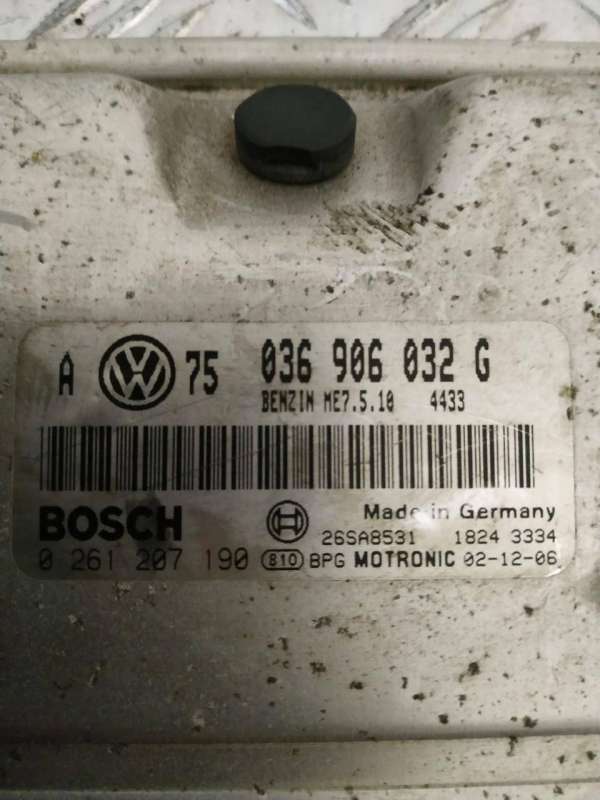 A VW 75 036 906 032 G
BENZIN ME7.5.10 4433
BOSCH Made in Germany
26SA8531 1824 3334
0 261 207 190 810 BPG MOTRONIC 02-12-06